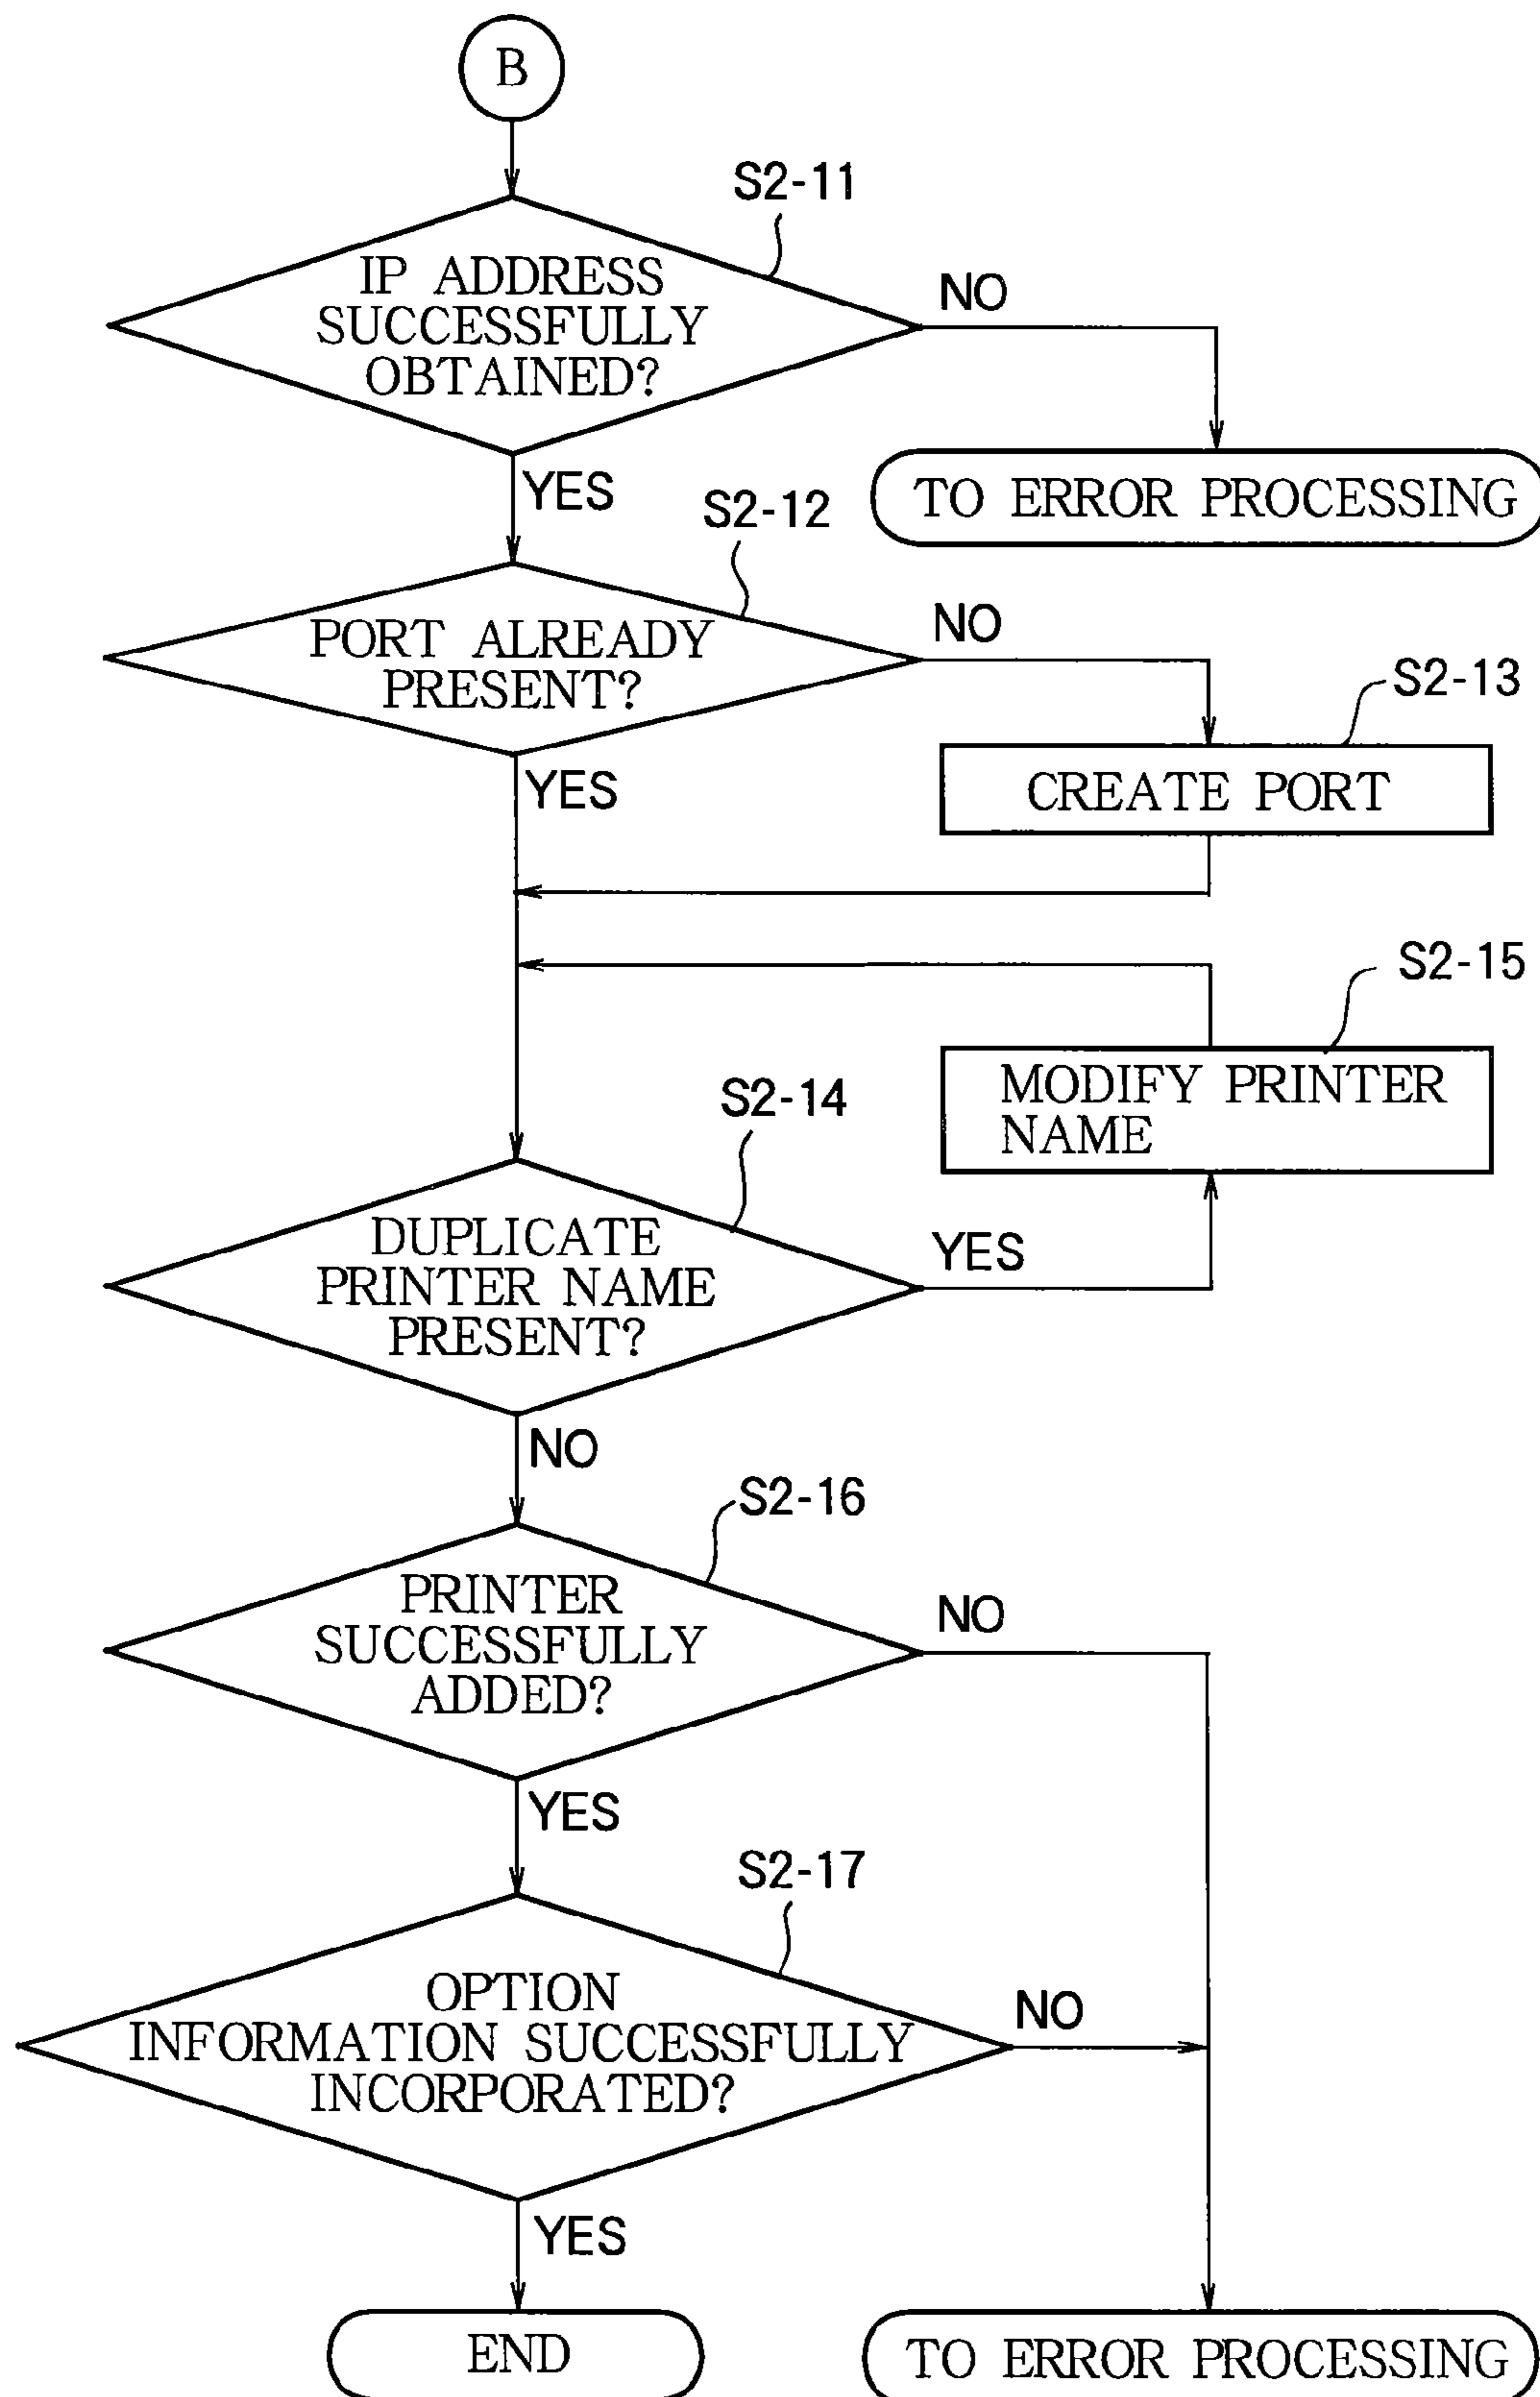 B
S2-11
IP ADDRESS
SUCCESSFULLY
OBTAINED?
NO
TO ERROR PROCESSING
YES
S2-12
PORT ALREADY
PRESENT?
NO
S2-13
CREATE PORT
YES
S2-15
MODIFY PRINTER
NAME
S2-14
DUPLICATE
PRINTER NAME
PRESENT?
YES
NO
S2-16
PRINTER
SUCCESSFULLY
ADDED?
NO
YES
S2-17
OPTION
INFORMATION SUCCESSFULLY
INCORPORATED?
NO
YES
END
TO ERROR PROCESSING